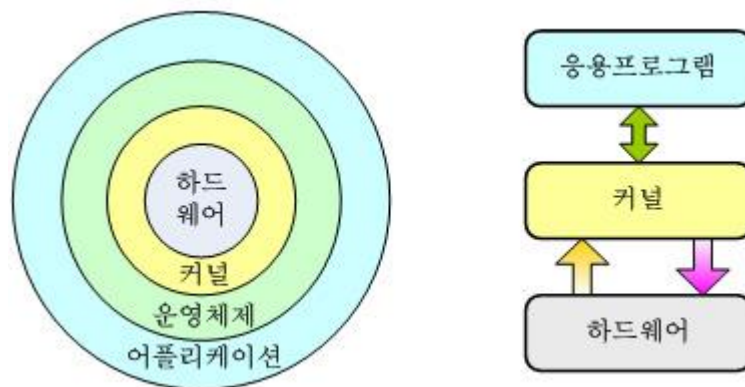 하드
웨어
커널
운영체제
어플리케이션
응용프로그램
커널
하드웨어